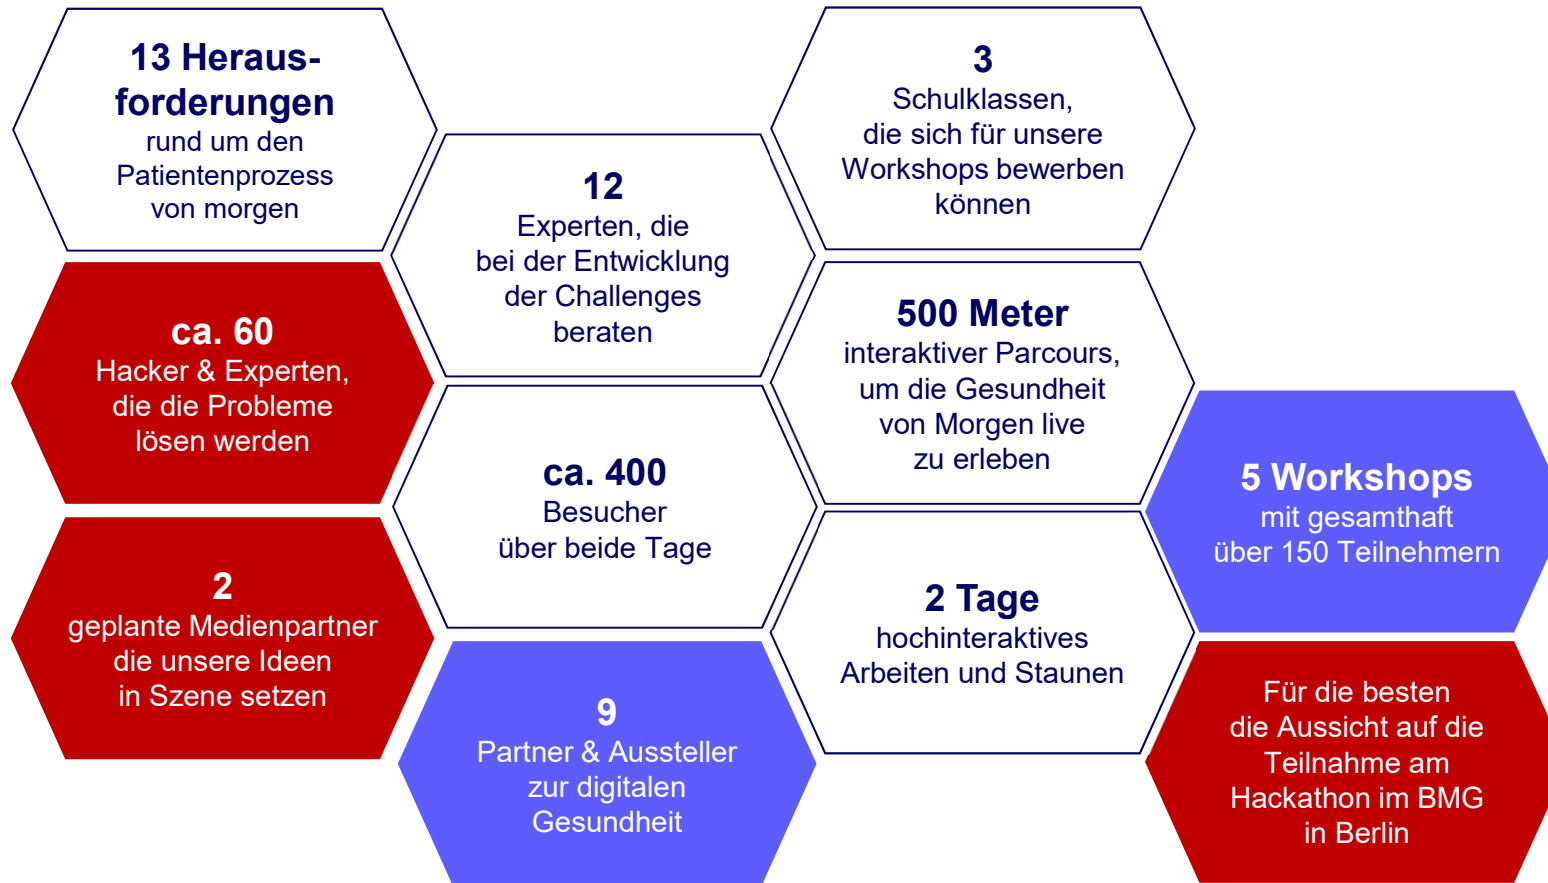 13 Heraus-
forderungen
rund um den
Patientenprozess
von morgen
ca. 60
Hacker & Experten,
die die Probleme
lösen werden
2
geplante Medienpartner
die unsere Ideen
in Szene setzen
12
Experten, die
bei der Entwicklung
der Challenges
beraten
ca. 400
Besucher
über beide Tage
9
Partner & Aussteller
zur digitalen
Gesundheit
3
Schulklassen,
die sich für unsere
Workshops bewerben
können
500 Meter
interaktiver Parcours,
um die Gesundheit
von Morgen live
zu erleben
2 Tage
hochinteraktives
Arbeiten und Staunen
5 Workshops
mit gesamthaft
über 150 Teilnehmern
Für die besten
die Aussicht auf die
Teilnahme am
Hackathon im BMG
in Berlin